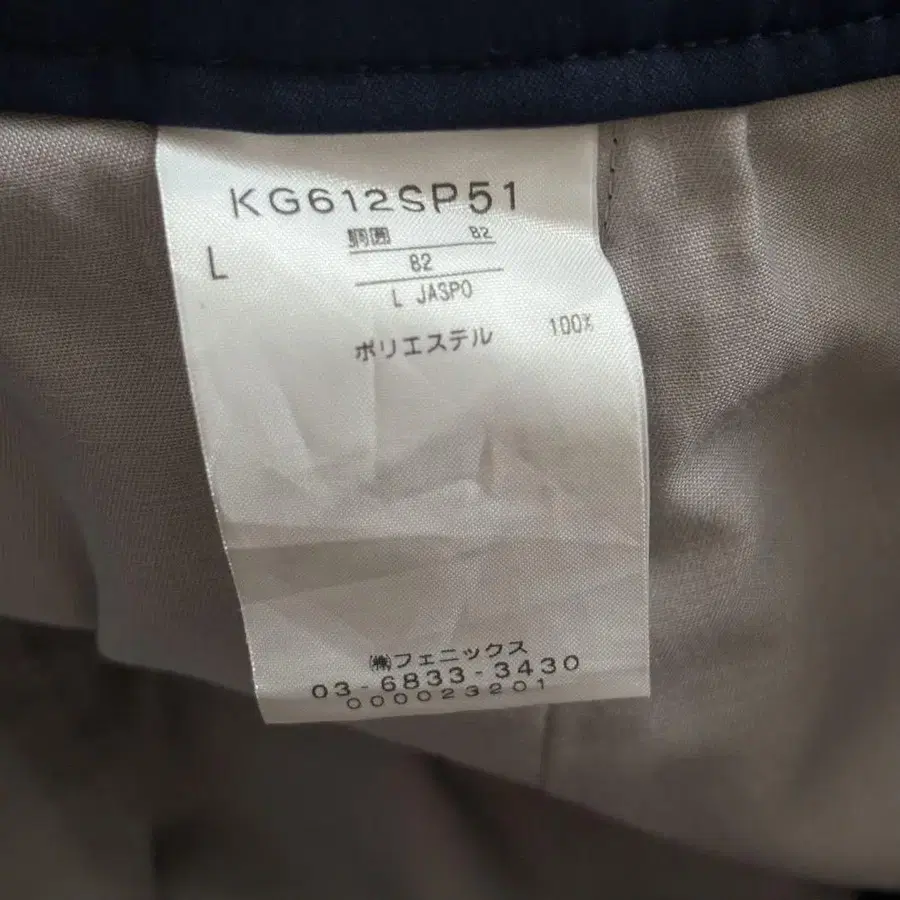 KG612SP51
L
胴囲 82
82
L JASPO
ポリエステル 100%
㈱フェニックス
03-6833-3430
000023201